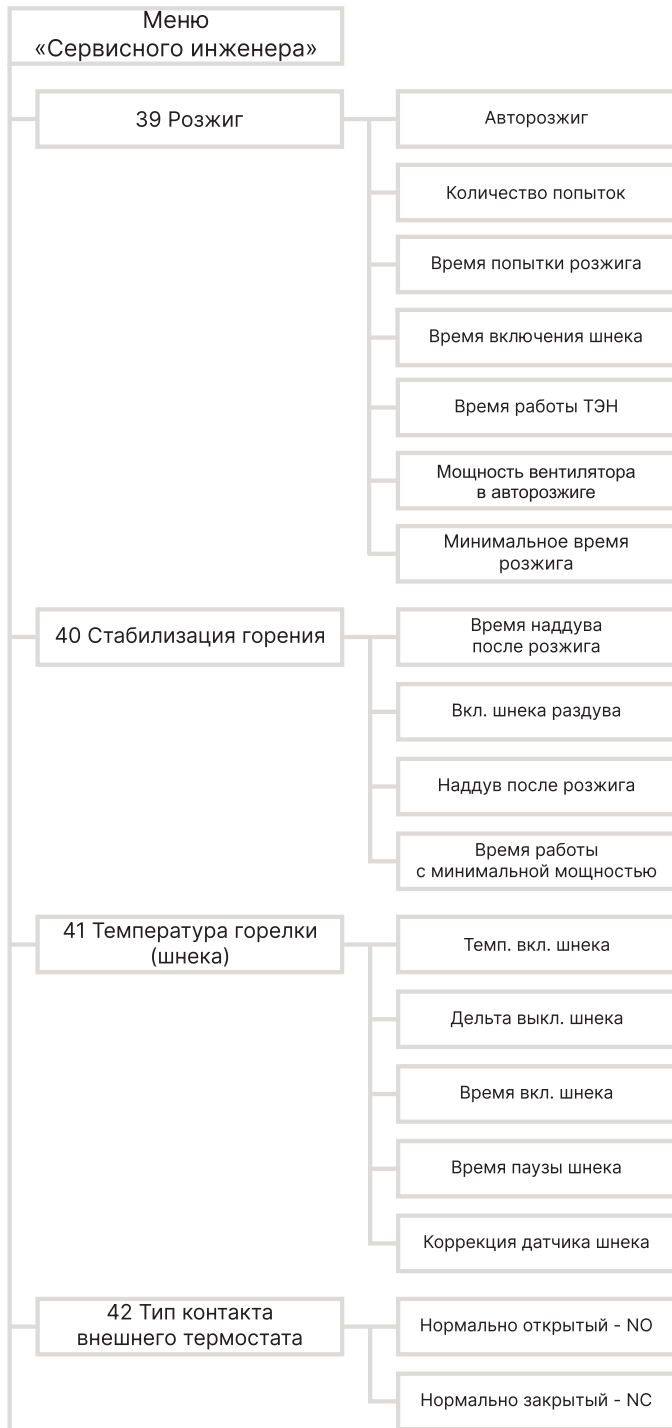 Меню
«Сервисного инженера»
39 Розжиг
Авторозжиг
Количество попыток
Время попытки розжига
Время включения шнека
Время работы ТЭН
Мощность вентилятора
в авторозжиге
Минимальное время
розжига
40 Стабилизация горения
Время наддува
после розжига
Вкл. шнека раздува
Наддув после розжига
Время работы
с минимальной мощностью
41 Температура горелки
(шнека)
Темп. вкл. шнека
Дельта выкл. шнека
Время вкл. шнека
Время паузы шнека
Коррекция датчика шнека
42 Тип контакта
внешнего термостата
Нормально открытый - NO
Нормально закрытый - NC